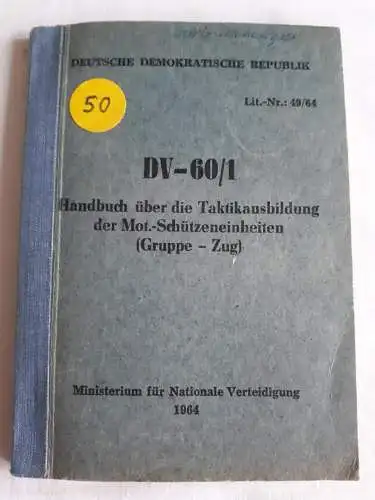 DEUTSCHE DEMOKRATISCHE REPUBLIK
50
Lit.-Nr.: 49/64
DV-60/1
Handbuch über die Taktikausbildung
der Mot.-Schützeneinheiten
(Gruppe - Zug)
Ministerium für Nationale Verteidigung
1964